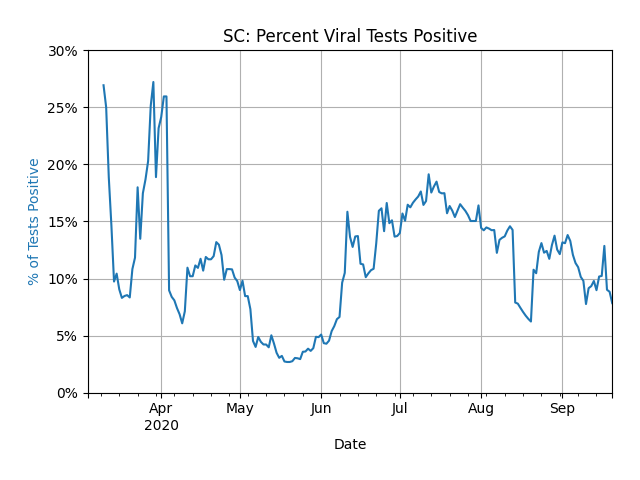 SC: Percent Viral Tests Positive
30%
25%
20%
15%
10%
5%
0%
% of Tests Positive
Apr May Jun Jul Aug Sep
2020
Date